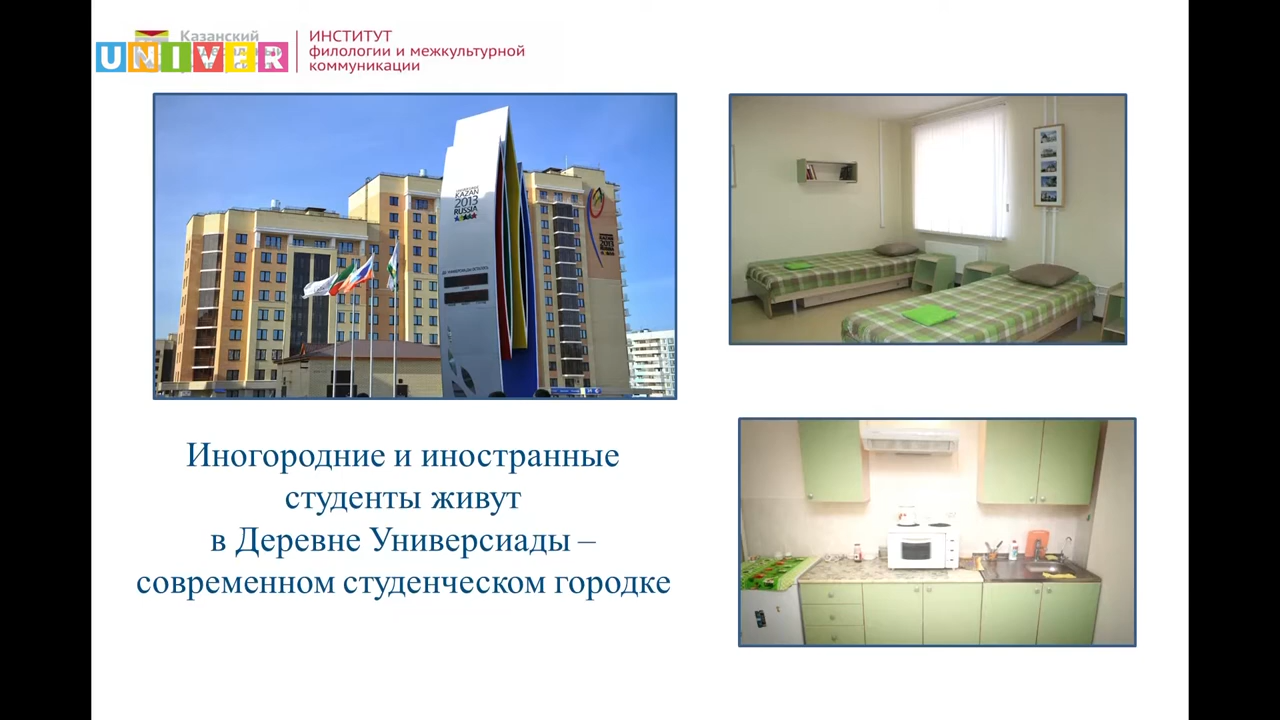 Казанский
UNIVER
ИНСТИТУТ
филологии и межкультурной
коммуникации
KAZAN
2013
RUSSIA
Иногородние и иностранные
студенты живут
в Деревне Универсиады –
современном студенческом городке